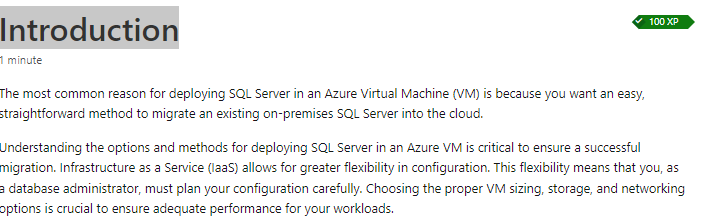 Introduction
100 XP
1 minute
The most common reason for deploying SQL Server in an Azure Virtual Machine (VM) is because you want an easy,
straightforward method to migrate an existing on-premises SQL Server into the cloud.
Understanding the options and methods for deploying SQL Server in an Azure VM is critical to ensure a successful
migration. Infrastructure as a Service (IaaS) allows for greater flexibility in configuration. This flexibility means that you, as
a database administrator, must plan your configuration carefully. Choosing the proper VM sizing, storage, and networking
options is crucial to ensure adequate performance for your workloads.